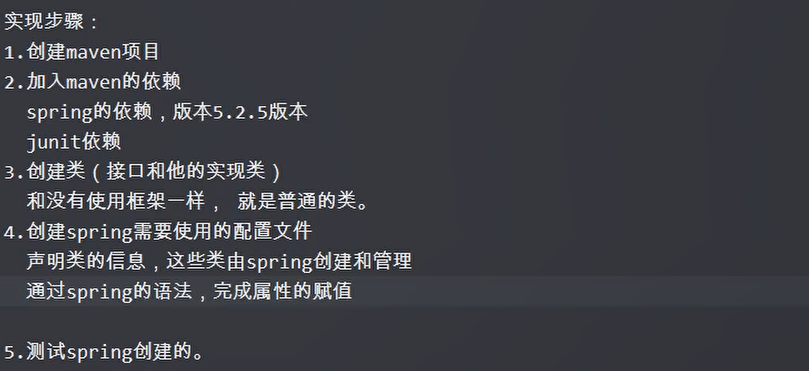 实现步骤：
1.创建maven项目
2.加入maven的依赖
spring的依赖，版本5.2.5版本
junit依赖
3.创建类（接口和他的实现类）
和没有使用框架一样， 就是普通的类。
4.创建spring需要使用的配置文件
声明类的信息，这些类由spring创建和管理
通过spring的语法，完成属性的赋值
5.测试spring创建的。